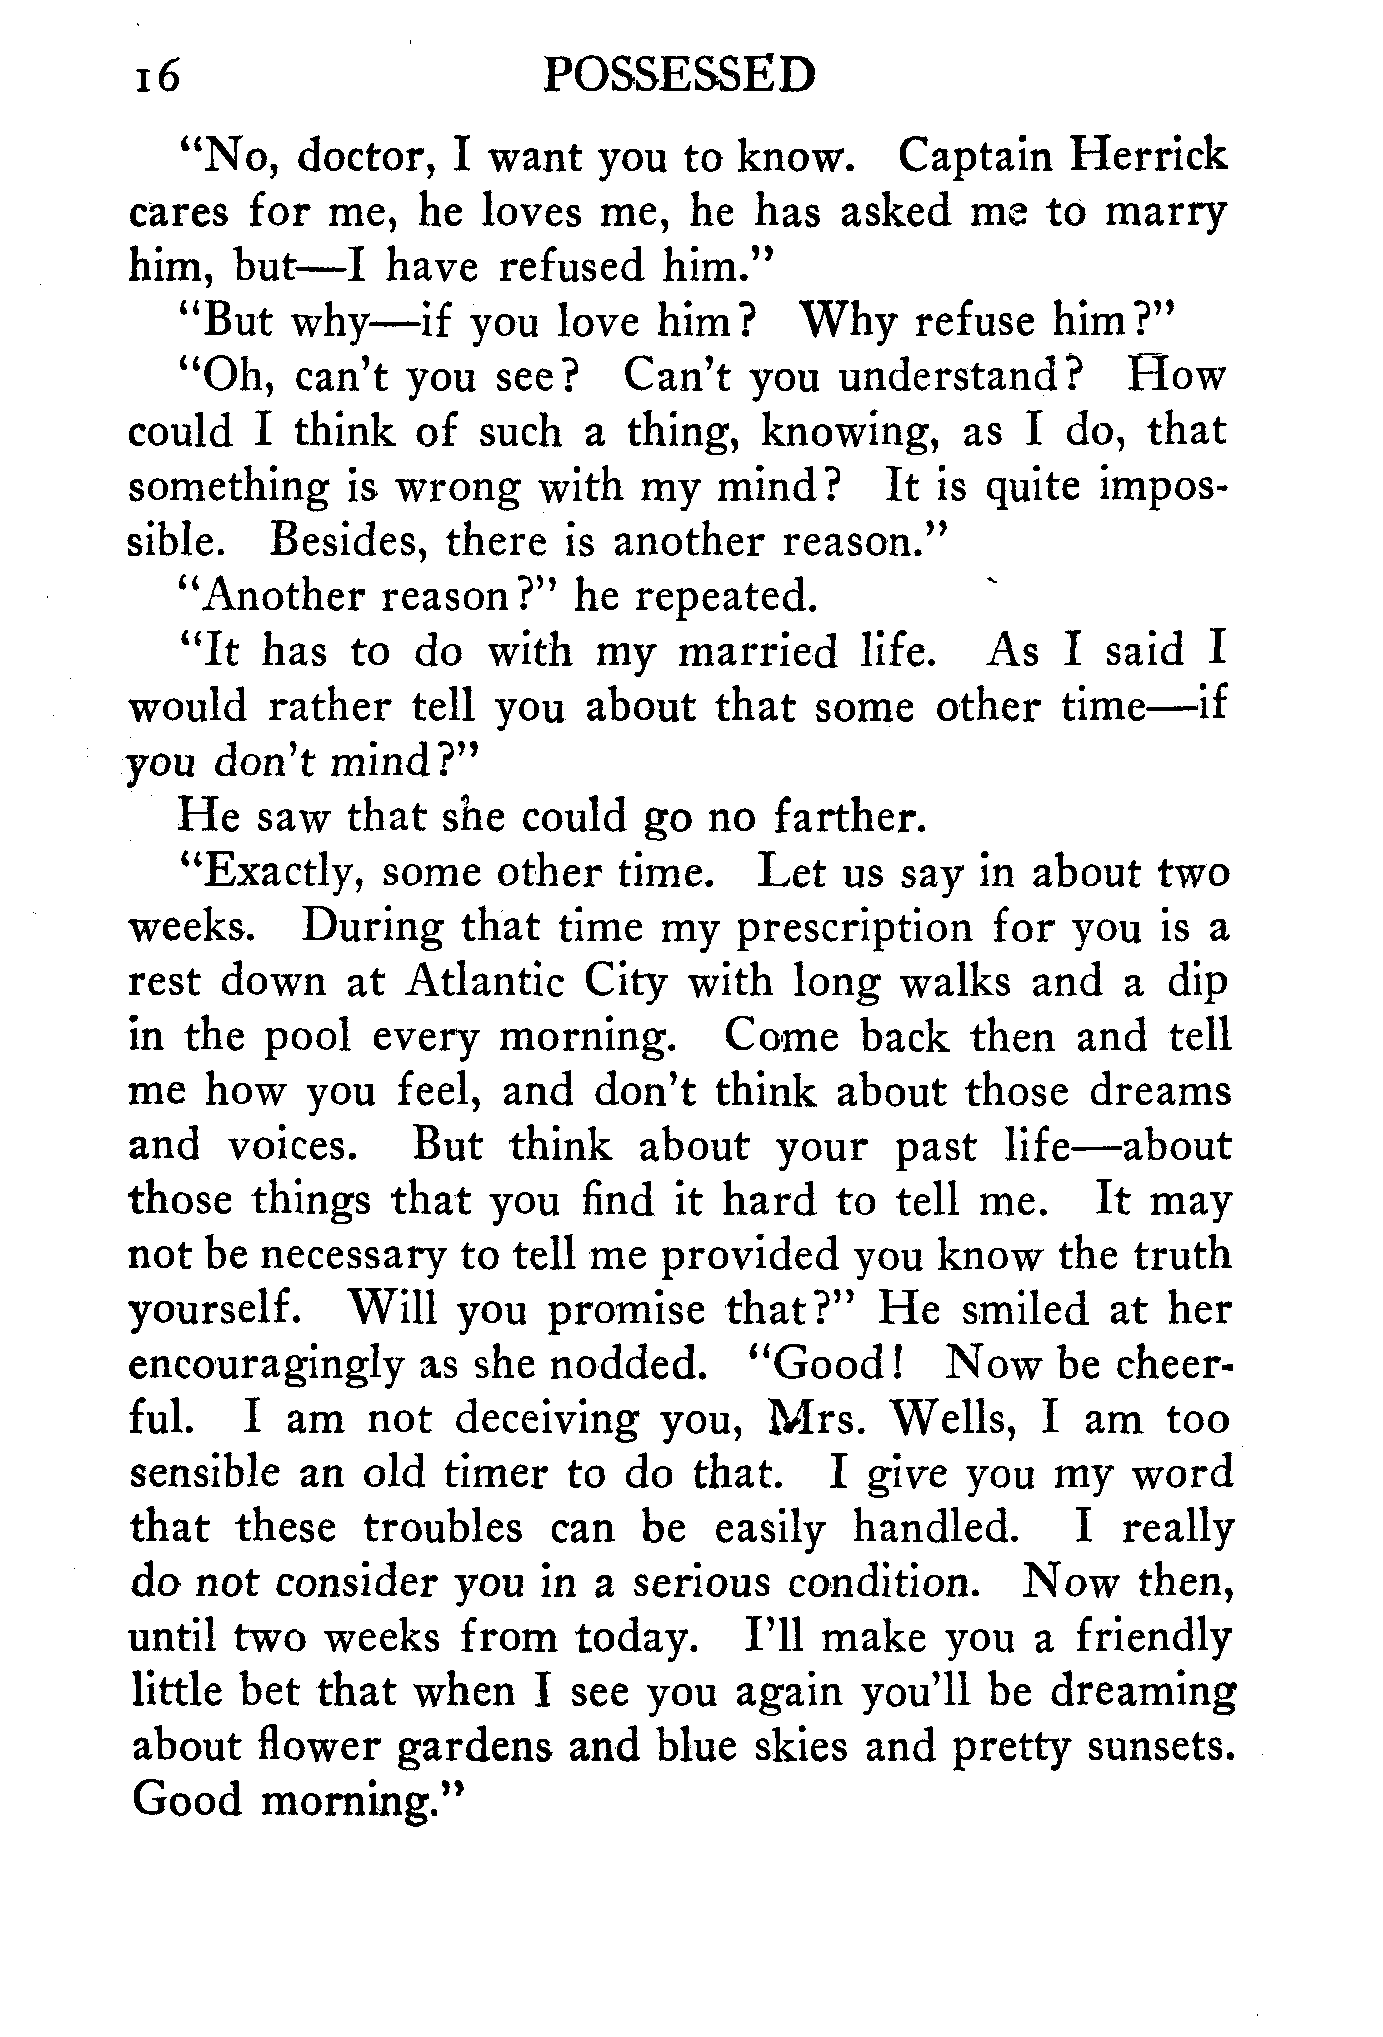 16 POSSESSED
"No, doctor, I want you to know. Captain Herrick
cares for me, he loves me, he has asked me to marry
him, but—I have refused him."
"But why—if you love him? Why refuse him?"
"Oh, can't you see? Can't you understand? How
could I think of such a thing, knowing, as I do, that
something is wrong with my mind? It is quite impos-
sible. Besides, there is another reason."
"Another reason?" he repeated.
"It has to do with my married life. As I said I
would rather tell you about that some other time—if
you don't mind?"
He saw that she could go no farther.
"Exactly, some other time. Let us say in about two
weeks. During that time my prescription for you is a
rest down at Atlantic City with long walks and a dip
in the pool every morning. Come back then and tell
me how you feel, and don't think about those dreams
and voices. But think about your past life—about
those things that you find it hard to tell me. It may
not be necessary to tell me provided you know the truth
yourself. Will you promise that?" He smiled at her
encouragingly as she nodded. "Good! Now be cheer-
ful. I am not deceiving you, Mrs. Wells, I am too
sensible an old timer to do that. I give you my word
that these troubles can be easily handled. I really
do not consider you in a serious condition. Now then,
until two weeks from today. I'll make you a friendly
little bet that when I see you again you'll be dreaming
about flower gardens and blue skies and pretty sunsets.
Good morning."